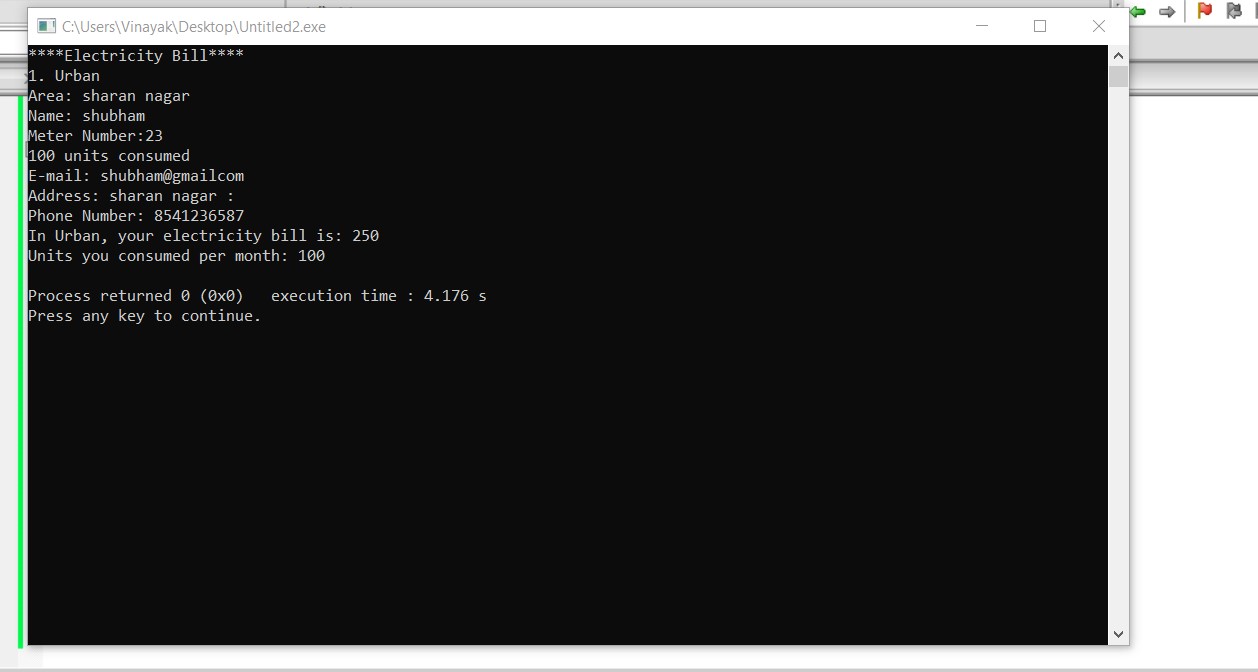 C:\Users\Vinayak\Desktop\Untitled2.exe
****Electricity Bill****
1. Urban
Area: sharan nagar
Name: shubham
Meter Number:23
100 units consumed
E-mail: shubham@gmailcom
Address: sharan nagar :
Phone Number: 8541236587
In Urban, your electricity bill is: 250
Units you consumed per month: 100
Process returned 0 (0x0)   execution time : 4.176 s
Press any key to continue.